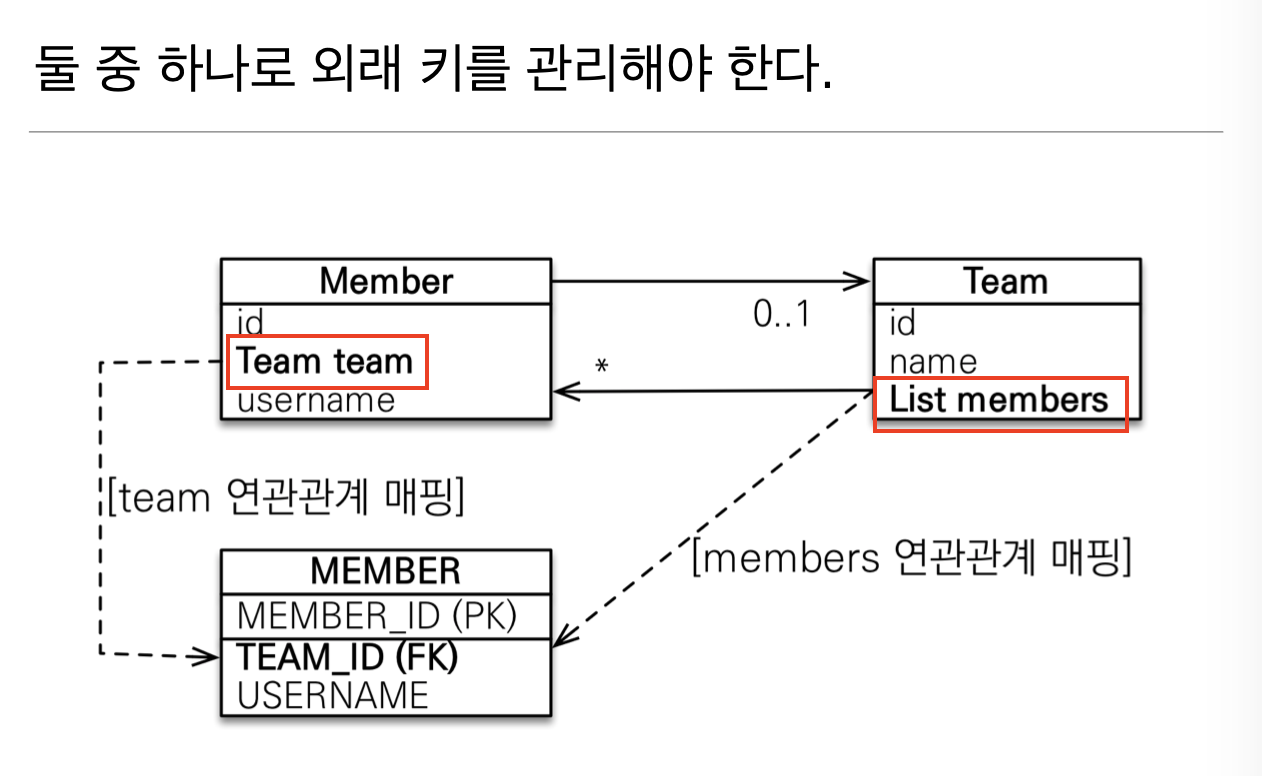 둘 중 하나로 외래 키를 관리해야 한다.
Member
id
Team team
username
0..1
*
Team
id
name
List members
[team 연관관계 매핑]
[members 연관관계 매핑]
MEMBER
MEMBER_ID (PK)
TEAM_ID (FK)
USERNAME